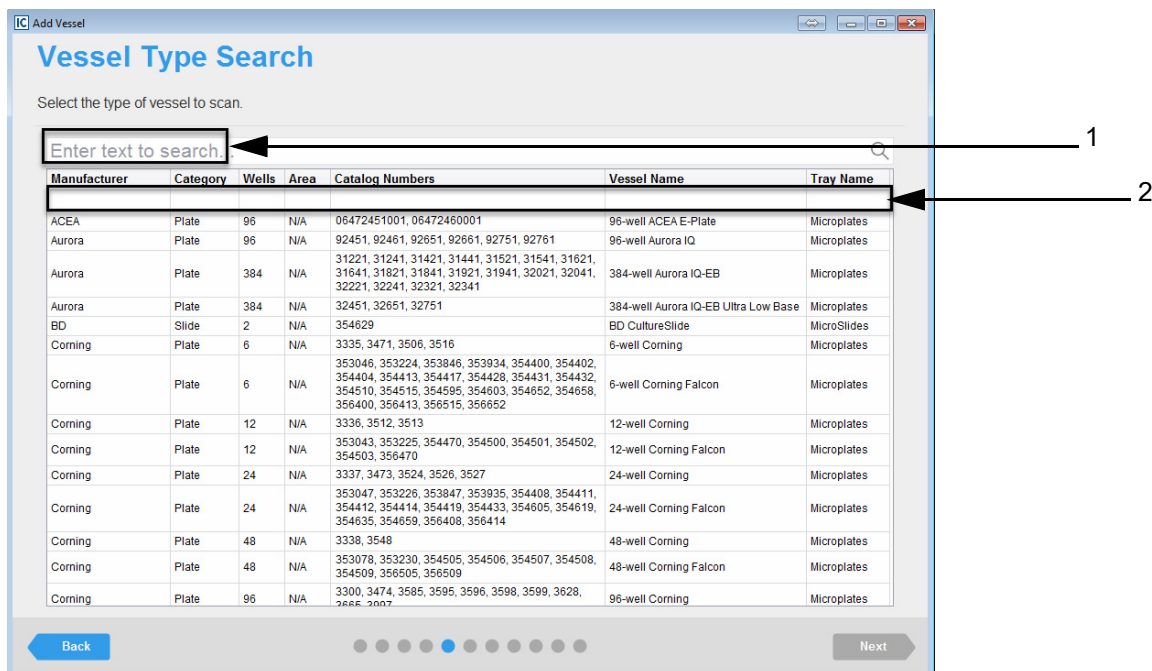 IC Add Vessel
Vessel Type Search
Select the type of vessel to scan.
Enter text to search...
1
Manufacturer Category Wells Area Catalog Numbers Vessel Name Tray Name
2
ACEA Plate 96 N/A 06472451001, 06472460001 96-well ACEA E-Plate Microplates
Aurora Plate 96 N/A 92451, 92461, 92651, 92661, 92751, 92761 96-well Aurora IQ Microplates
31221, 31241, 31421, 31441, 31521, 31541, 31621,
Aurora Plate 384 N/A 31641, 31821, 31841, 31921, 31941, 32021, 32041, 384-well Aurora IQ-EB Microplates
32221, 32241, 32321, 32341
Aurora Plate 384 N/A 32451, 32651, 32751 384-well Aurora IQ-EB Ultra Low Base Microplates
BD Slide 2 N/A 354629 BD CultureSlide MicroSlides
Corning Plate 6 N/A 3335, 3471, 3506, 3516 6-well Corning Microplates
353046, 353224, 353846, 353934, 354400, 354402,
354404, 354413, 354417, 354428, 354431, 354432,
Corning Plate 6 N/A 6-well Corning Falcon Microplates
354510, 354515, 354595, 354603, 354652, 354658,
356400, 356413, 356515, 356652
Corning Plate 12 N/A 3336, 3512, 3513 12-well Corning Microplates
353043, 353225, 354470, 354500, 354501, 354502,
Corning Plate 12 N/A 12-well Corning Falcon Microplates
354503, 356470
Corning Plate 24 N/A 3337, 3473, 3524, 3526, 3527 24-well Corning Microplates
353047, 353226, 353847, 353935, 354408, 354411,
Corning Plate 24 N/A 354412, 354414, 354419, 354433, 354605, 354619, 24-well Corning Falcon Microplates
354635, 354659, 356408, 356414
Corning Plate 48 N/A 3338, 3548 48-well Corning Microplates
353078, 353230, 354505, 354506, 354507, 354508,
Corning Plate 48 N/A 48-well Corning Falcon Microplates
354509, 356505, 356509
3300, 3474, 3585, 3595, 3596, 3598, 3599, 3628,
Corning Plate 96 N/A 96-well Corning Microplates
Back Next